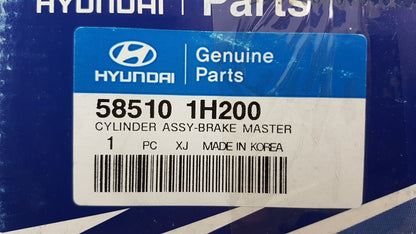 HYUNDAI Parts
HYUNDAI
Genuine
Parts
58510 1H200
CYLINDER ASSY-BRAKE MASTER
1 PC XJ MADE IN KOREA